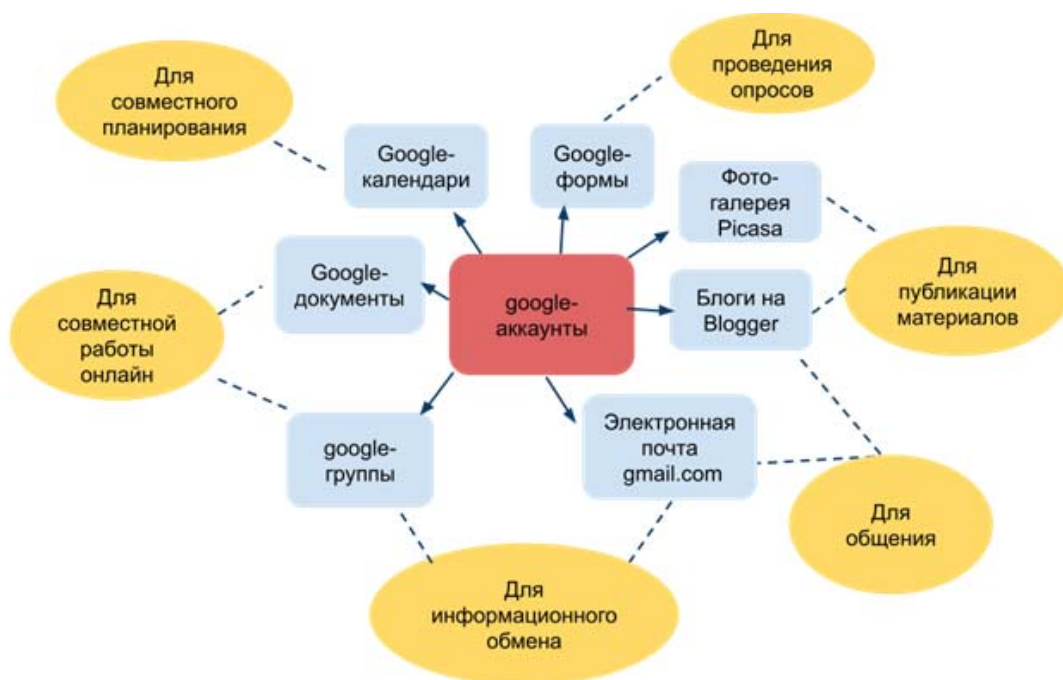 Для
совместного
планирования
Для
проведения
опросов
Google-
календари
Google-
формы
Фото-
галерея
Picasa
Google-
документы
google-
аккаунты
Блоги на
Blogger
Для
публикации
материалов
Для
совместной
работы
онлайн
google-
группы
Электронная
почта
gmail.com
Для
общения
Для
информационного
обмена